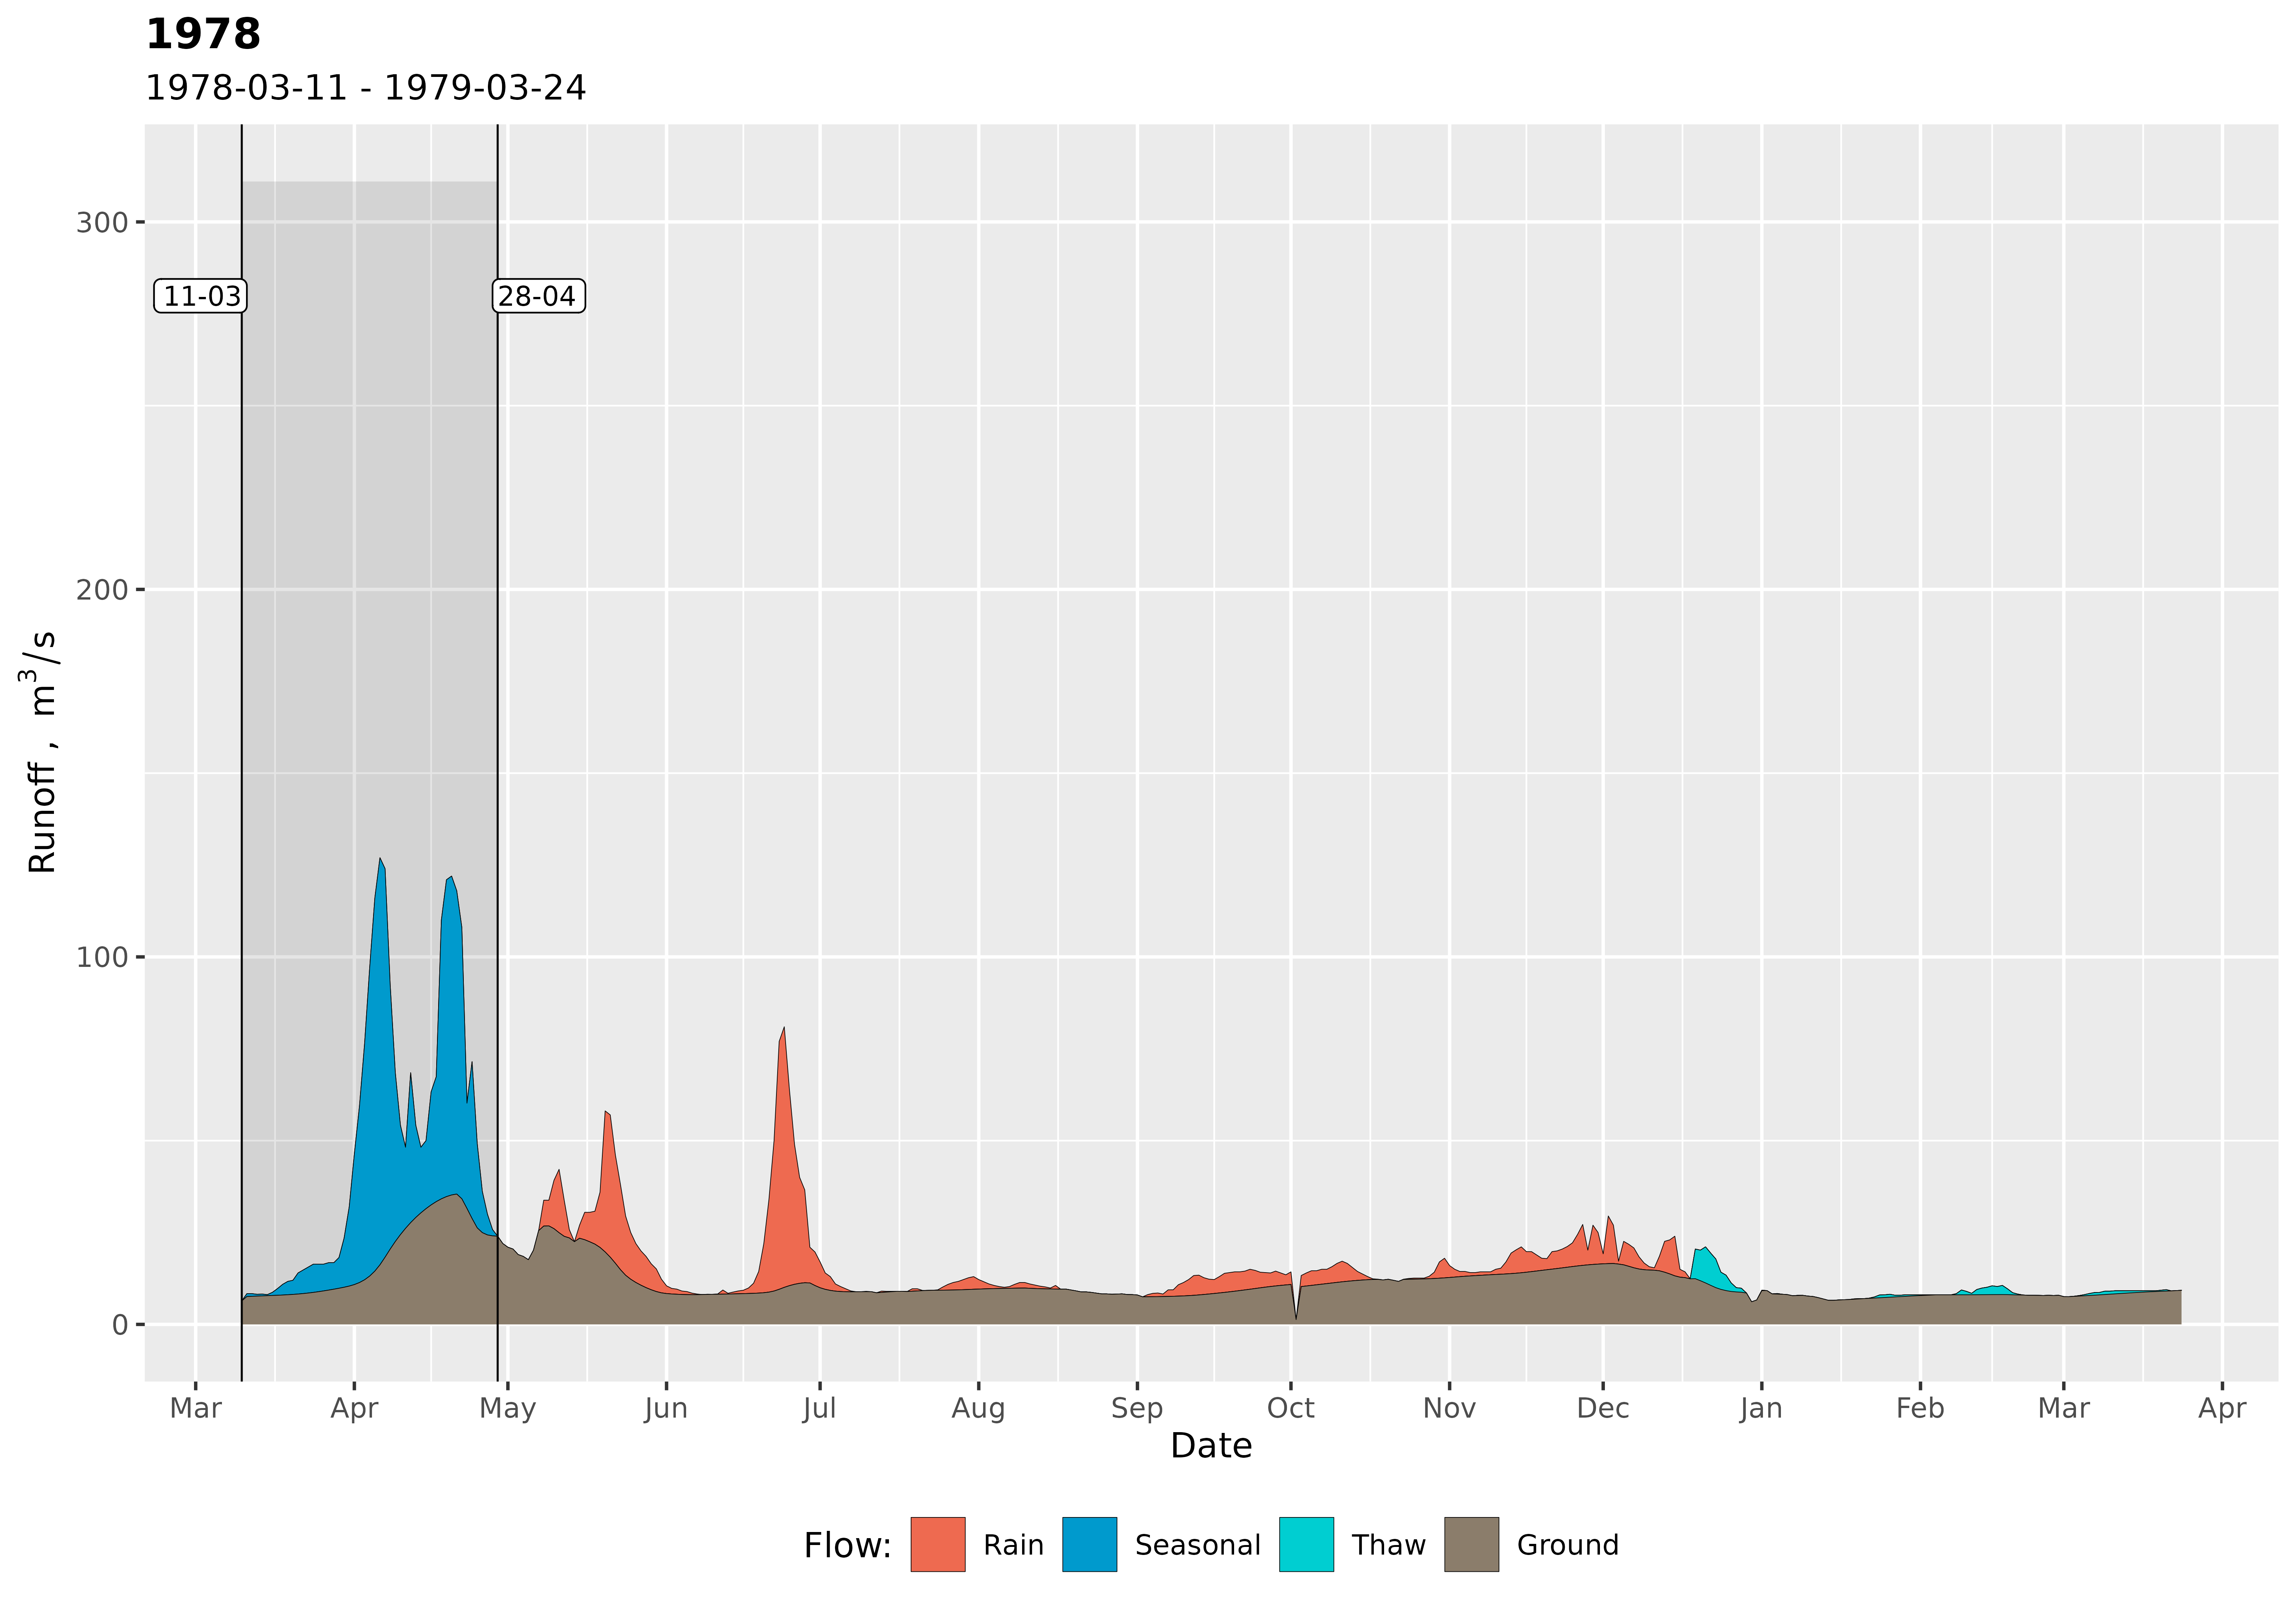 1978
1978-03-11 - 1979-03-24
Runoff , m³/s
300
200
100
0
11-03
28-04
Mar Apr May Jun Jul Aug Sep Oct Nov Dec Jan Feb Mar Apr
Date
Flow: Rain Seasonal Thaw Ground